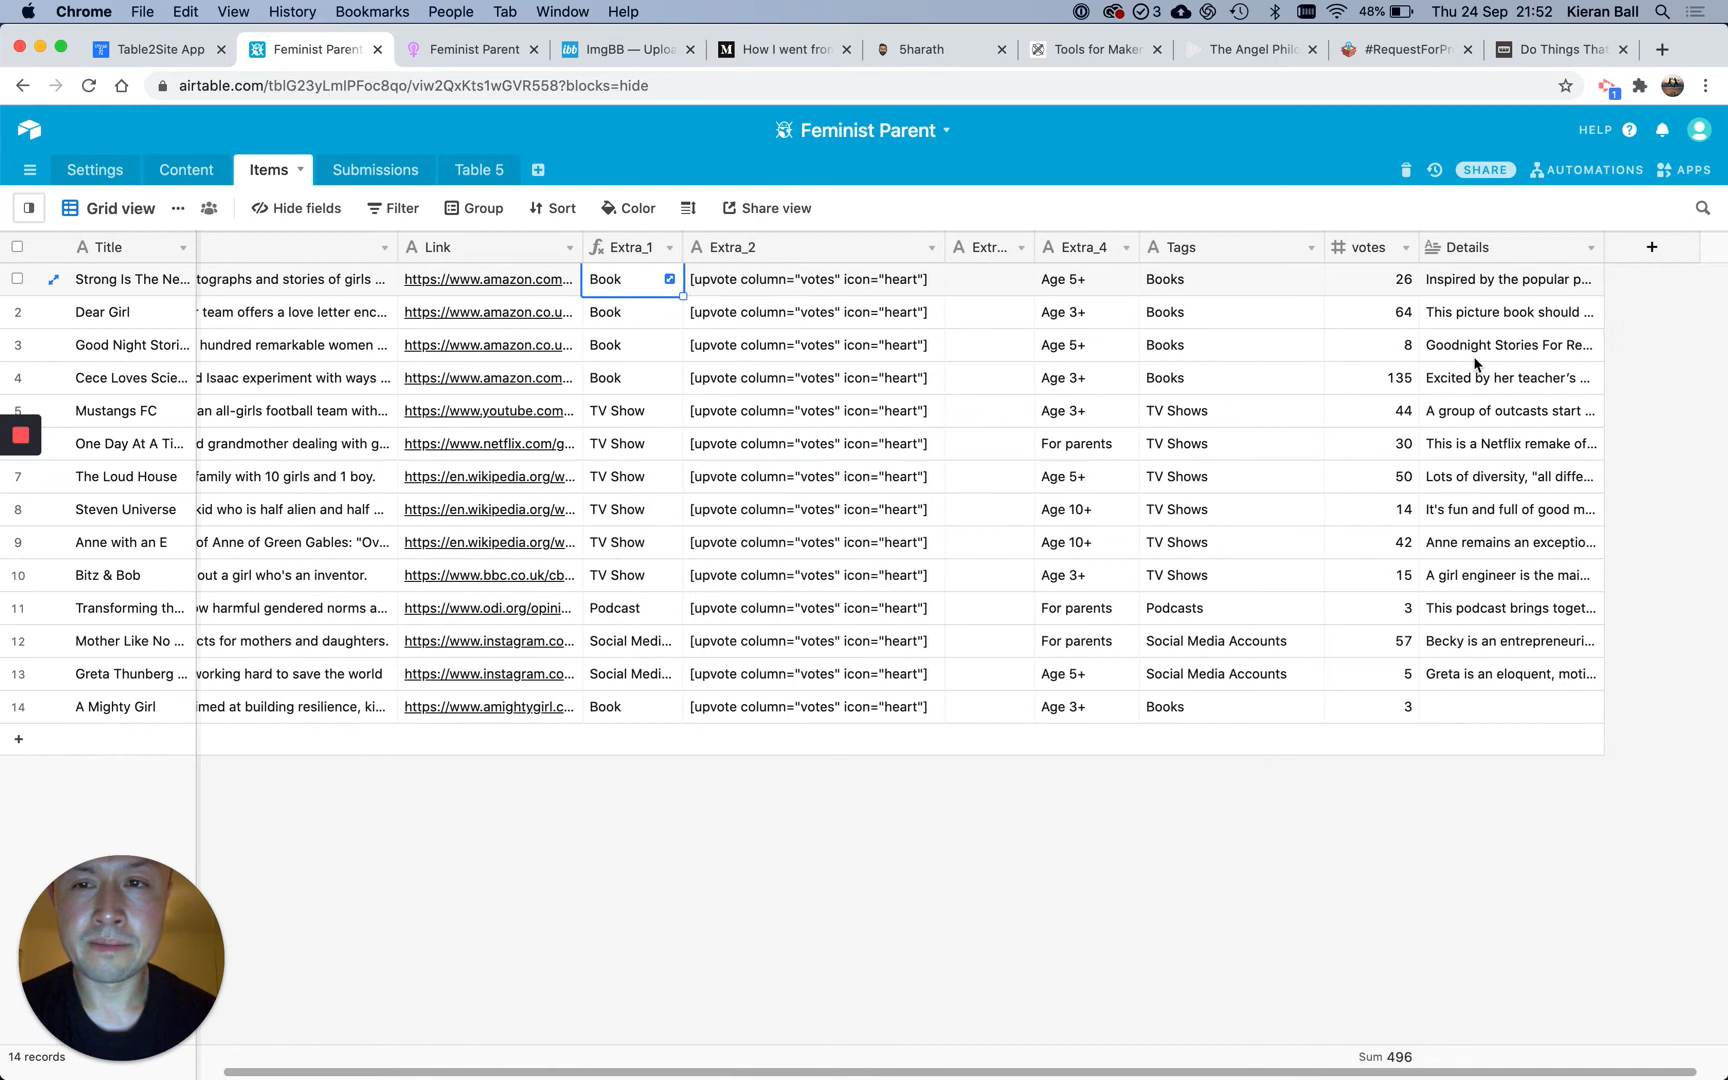 Chrome File Edit View History Bookmarks People Tab Window Help 3 48% Thu 24 Sep 21:52 Kieran Ball
Table2Site App Feminist Parent Feminist Parent ImgBB — Uploa How I went from 5harath Tools for Maker The Angel Phil #RequestForPr Do Things That
airtable.com/tblG23yLmlPFoc8qo/viw2QxKts1wGVR558?blocks=hide 1
Feminist Parent HELP
Settings Content Items Submissions Table 5 SHARE AUTOMATIONS APPS
Grid view Hide fields Filter Group Sort Color Share view
Title Link Extra_1 Extra_2 Extr... Extra_4 Tags votes Details
Strong Is The Ne... tographs and stories of girls ... https://www.amazon.com... Book [upvote column="votes" icon="heart"] Age 5+ Books 26 Inspired by the popular p...
2 Dear Girl r team offers a love letter enc... https://www.amazon.co.u... Book [upvote column="votes" icon="heart"] Age 3+ Books 64 This picture book should ...
3 Good Night Stori... hundred remarkable women ... https://www.amazon.co.u... Book [upvote column="votes" icon="heart"] Age 5+ Books 8 Goodnight Stories For Re...
4 Cece Loves Scie... d Isaac experiment with ways ... https://www.amazon.com... Book [upvote column="votes" icon="heart"] Age 3+ Books 135 Excited by her teacher's ...
5 Mustangs FC an all-girls football team with... https://www.youtube.com... TV Show [upvote column="votes" icon="heart"] Age 3+ TV Shows 44 A group of outcasts start ...
One Day At A Ti... d grandmother dealing with g... https://www.netflix.com/g... TV Show [upvote column="votes" icon="heart"] For parents TV Shows 30 This is a Netflix remake of...
7 The Loud House family with 10 girls and 1 boy. https://en.wikipedia.org/w... TV Show [upvote column="votes" icon="heart"] Age 5+ TV Shows 50 Lots of diversity, "all diffe...
8 Steven Universe kid who is half alien and half ... https://en.wikipedia.org/w... TV Show [upvote column="votes" icon="heart"] Age 10+ TV Shows 14 It's fun and full of good m...
9 Anne with an E of Anne of Green Gables: "Ov... https://en.wikipedia.org/w... TV Show [upvote column="votes" icon="heart"] Age 10+ TV Shows 42 Anne remains an exceptio...
10 Bitz & Bob out a girl who's an inventor. https://www.bbc.co.uk/cb... TV Show [upvote column="votes" icon="heart"] Age 3+ TV Shows 15 A girl engineer is the mai...
11 Transforming th... ow harmful gendered norms a... https://www.odi.org/opini... Podcast [upvote column="votes" icon="heart"] For parents Podcasts 3 This podcast brings toget...
12 Mother Like No ... cts for mothers and daughters. https://www.instagram.co... Social Medi... [upvote column="votes" icon="heart"] For parents Social Media Accounts 57 Becky is an entrepreneuri...
13 Greta Thunberg ... working hard to save the world https://www.instagram.co... Social Medi... [upvote column="votes" icon="heart"] Age 5+ Social Media Accounts 5 Greta is an eloquent, moti...
14 A Mighty Girl imed at building resilience, ki... https://www.amightygirl.c... Book [upvote column="votes" icon="heart"] Age 3+ Books 3
14 records Sum 496